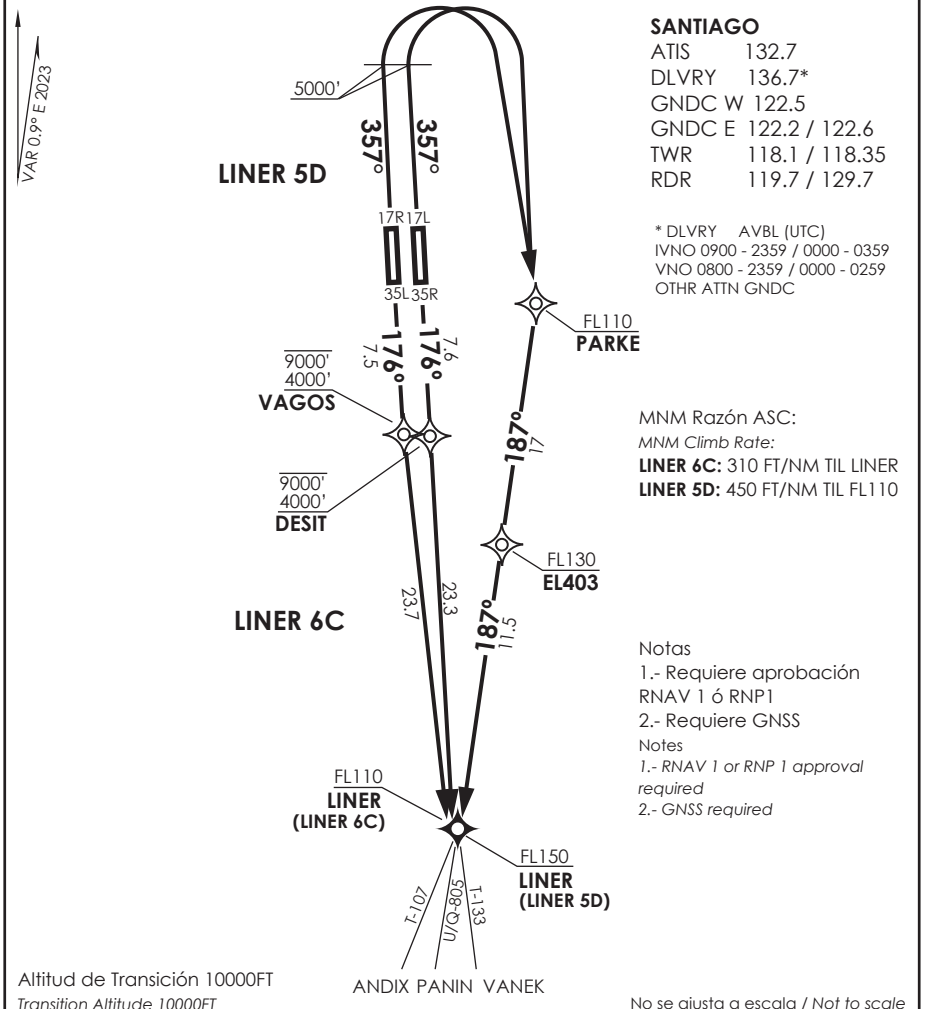 VAR 0.9° E 2023
SANTIAGO
ATIS 132.7
DLVRY 136.7*
GNDC W 122.5
GNDC E 122.2 / 122.6
TWR 118.1 / 118.35
RDR 119.7 / 129.7
* DLVRY AVBL (UTC)
IVNO 0900 - 2359 / 0000 - 0359
VNO 0800 - 2359 / 0000 - 0259
OTHR ATTN GNDC
5000'
357°
357°
LINER 5D
17R
17L
35L
35R
176°
7.5
176°
7.6
FL110
PARKE
9000'
4000'
VAGOS
9000'
4000'
DESIT
187°
17
MNM Razón ASC:
MNM Climb Rate:
LINER 6C: 310 FT/NM TIL LINER
LINER 5D: 450 FT/NM TIL FL110
FL130
EL403
23.7
23.3
LINER 6C
187°
11.5
Notas
1.- Requiere aprobación
RNAV 1 ó RNP1
2.- Requiere GNSS
Notes
1.- RNAV 1 or RNP 1 approval
required
2.- GNSS required
FL110
LINER
(LINER 6C)
FL150
LINER
(LINER 5D)
T-107
U/Q-805
T-133
ANDIX PANIN VANEK
Altitud de Transición 10000FT
Transition Altitude 10000FT
No se ajusta a escala / Not to scale